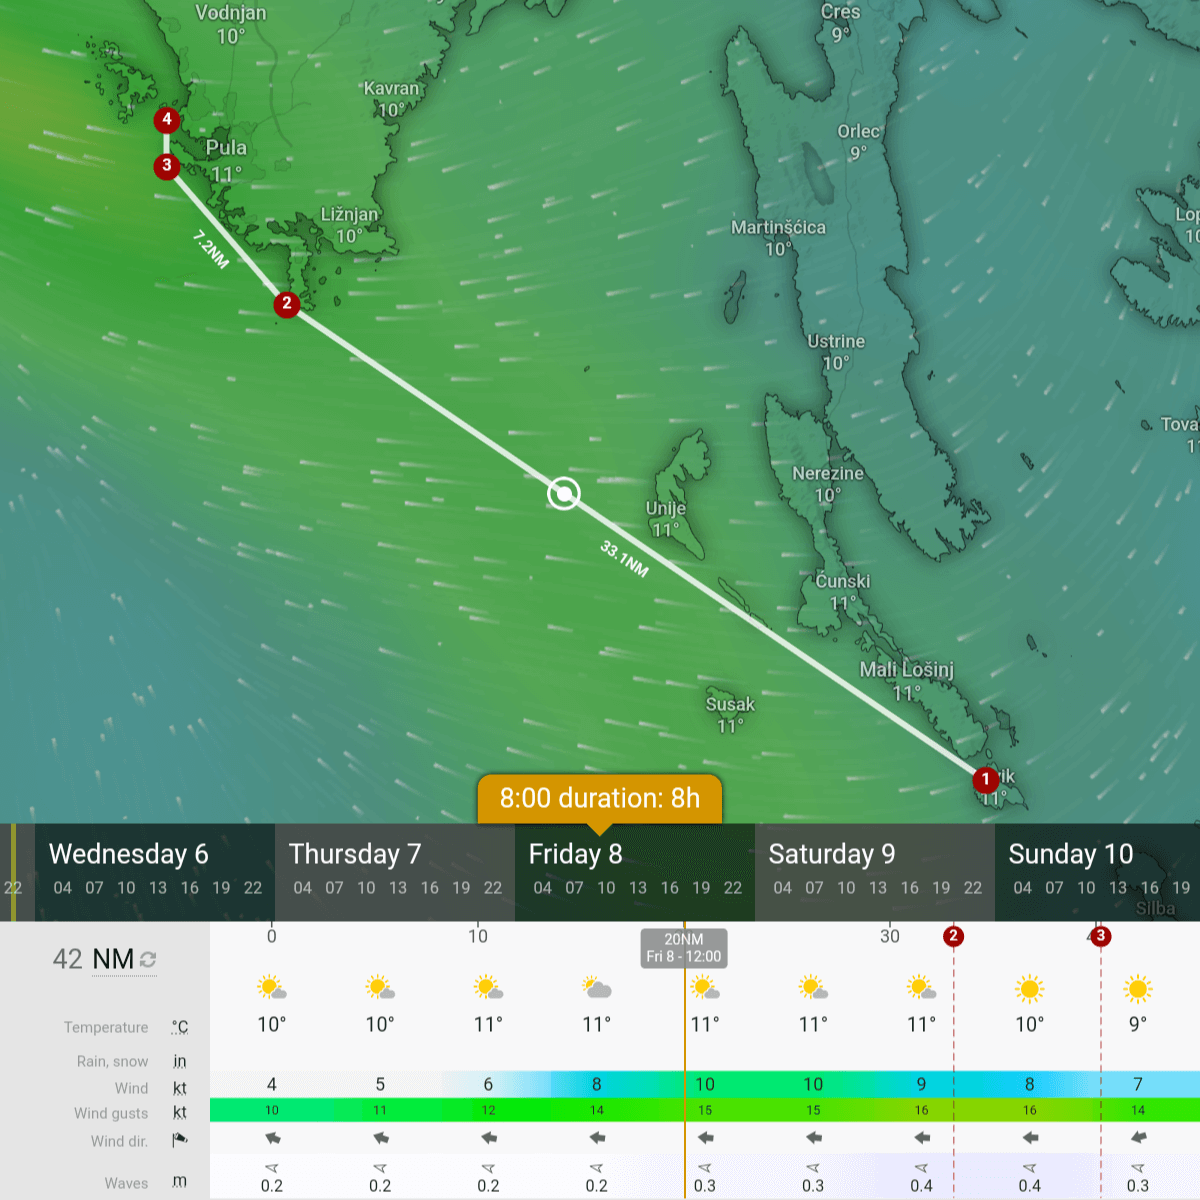 Vodnjan
10°
Cres
9°
Kavran
10°
4
Orlec
9°
Pula
11°
3
Ližnjan
10°
Martinšćica
10°
7.2NM
2
Ustrine
10°
Nerezine
10°
Unije
11°
33.1NM
Čunski
11°
Mali Lošinj
11°
Susak
11°
1
11°
8:00 duration: 8h
Wednesday 6
Thursday 7
Friday 8
Saturday 9
Sunday 10
22 04 07 10 13 16 19 22 04 07 10 13 16 19 22 04 07 10 13 16 19 22 04 07 10 13 16 19 22 04 07 10 13 16 19
Silba
0 10 30 2 3
20NM
Fri 8 - 12:00
42 NM
Temperature °C 10° 10° 11° 11° 11° 11° 11° 10° 9°
Rain, snow in
Wind kt 4 5 6 8 10 10 9 8 7
Wind gusts kt 10 11 12 14 15 15 16 16 14
Wind dir.
Waves m 0.2 0.2 0.2 0.2 0.3 0.3 0.4 0.4 0.3